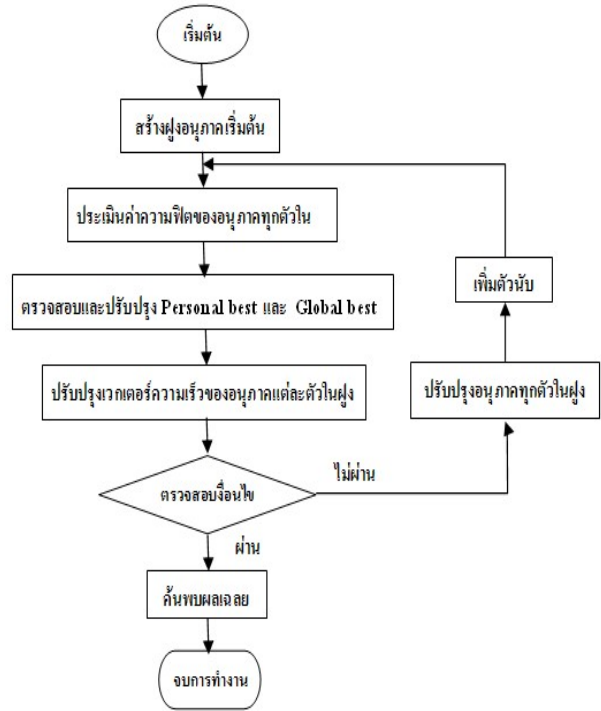 เริ่มต้น
สร้างฝูงอนุภาคเริ่มต้น
ประเมินค่าความฟิตของอนุภาคทุกตัวใน
เพิ่มตัวนับ
ตรวจสอบและปรับปรุง Personal best และ Global best
ปรับปรุงเวกเตอร์ความเร็วของอนุภาคแต่ละตัวในฝูง
ปรับปรุงอนุภาคทุกตัวในฝูง
ไม่ผ่าน
ตรวจสอบงื่อนไข
ผ่าน
ค้นพบผลเฉลย
จบการทำงาน